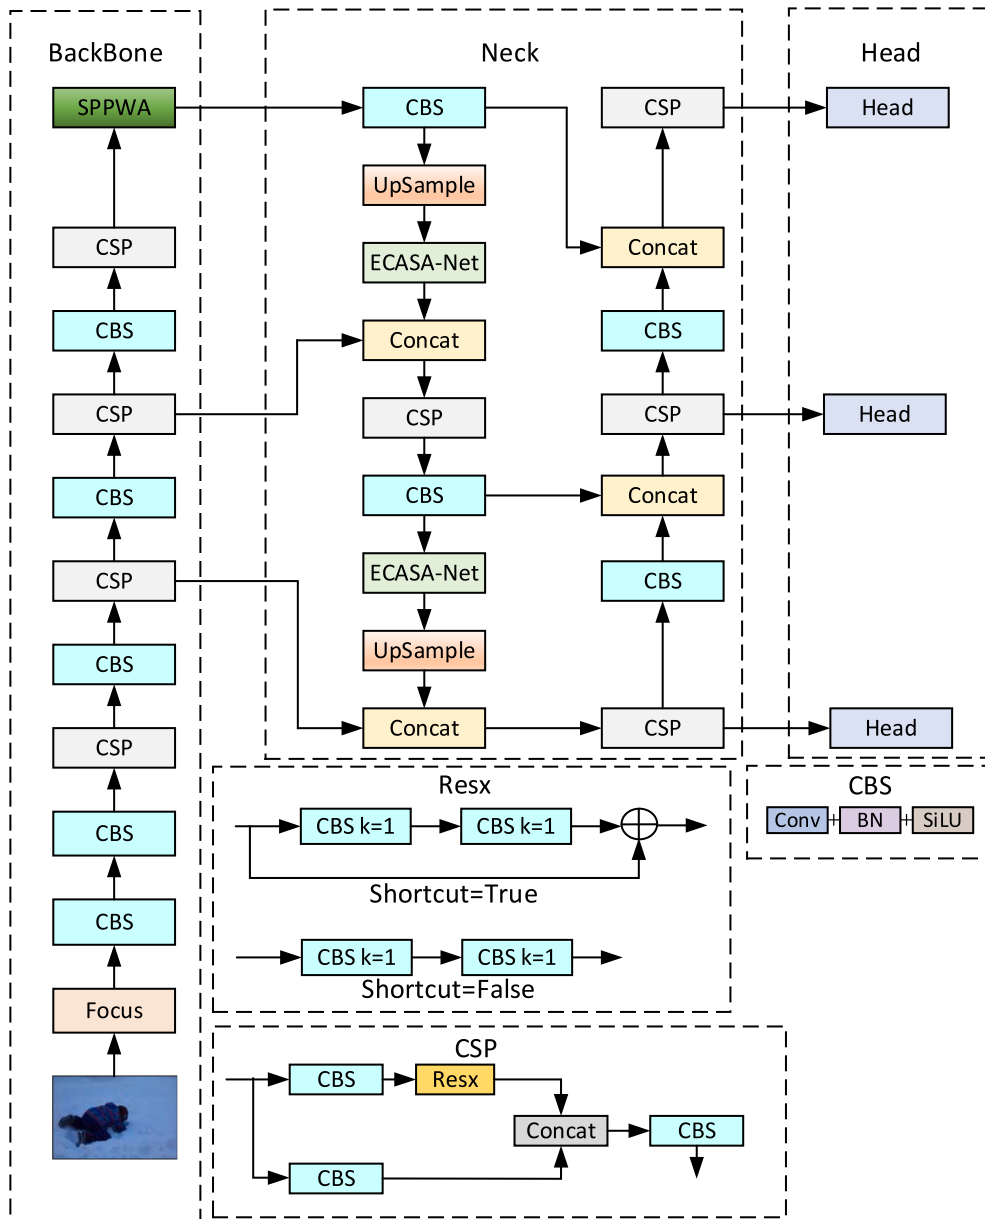 BackBone
SPPWA
CSP
CBS
CSP
CBS
CSP
CBS
CSP
CBS
CBS
Focus
Neck
CBS
UpSample
ECASA-Net
Concat
CSP
CBS
ECASA-Net
UpSample
Concat
CSP
Concat
CBS
CSP
Concat
CBS
CSP
Head
Head
Head
Head
Resx
CBS k=1 CBS k=1
Shortcut=True
CBS k=1 CBS k=1
Shortcut=False
CBS
Conv + BN + SiLU
CSP
CBS Resx
Concat CBS
CBS